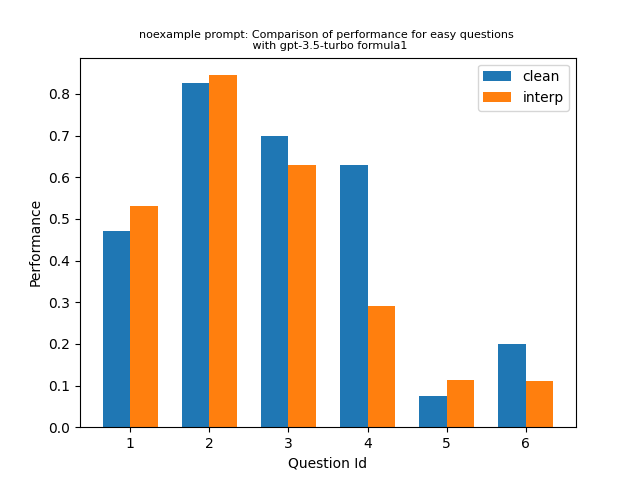 noexample prompt: Comparison of performance for easy questions
with gpt-3.5-turbo formula1
clean
interp
Performance
0.8
0.7
0.6
0.5
0.4
0.3
0.2
0.1
0.0
1 2 3 4 5 6
Question Id